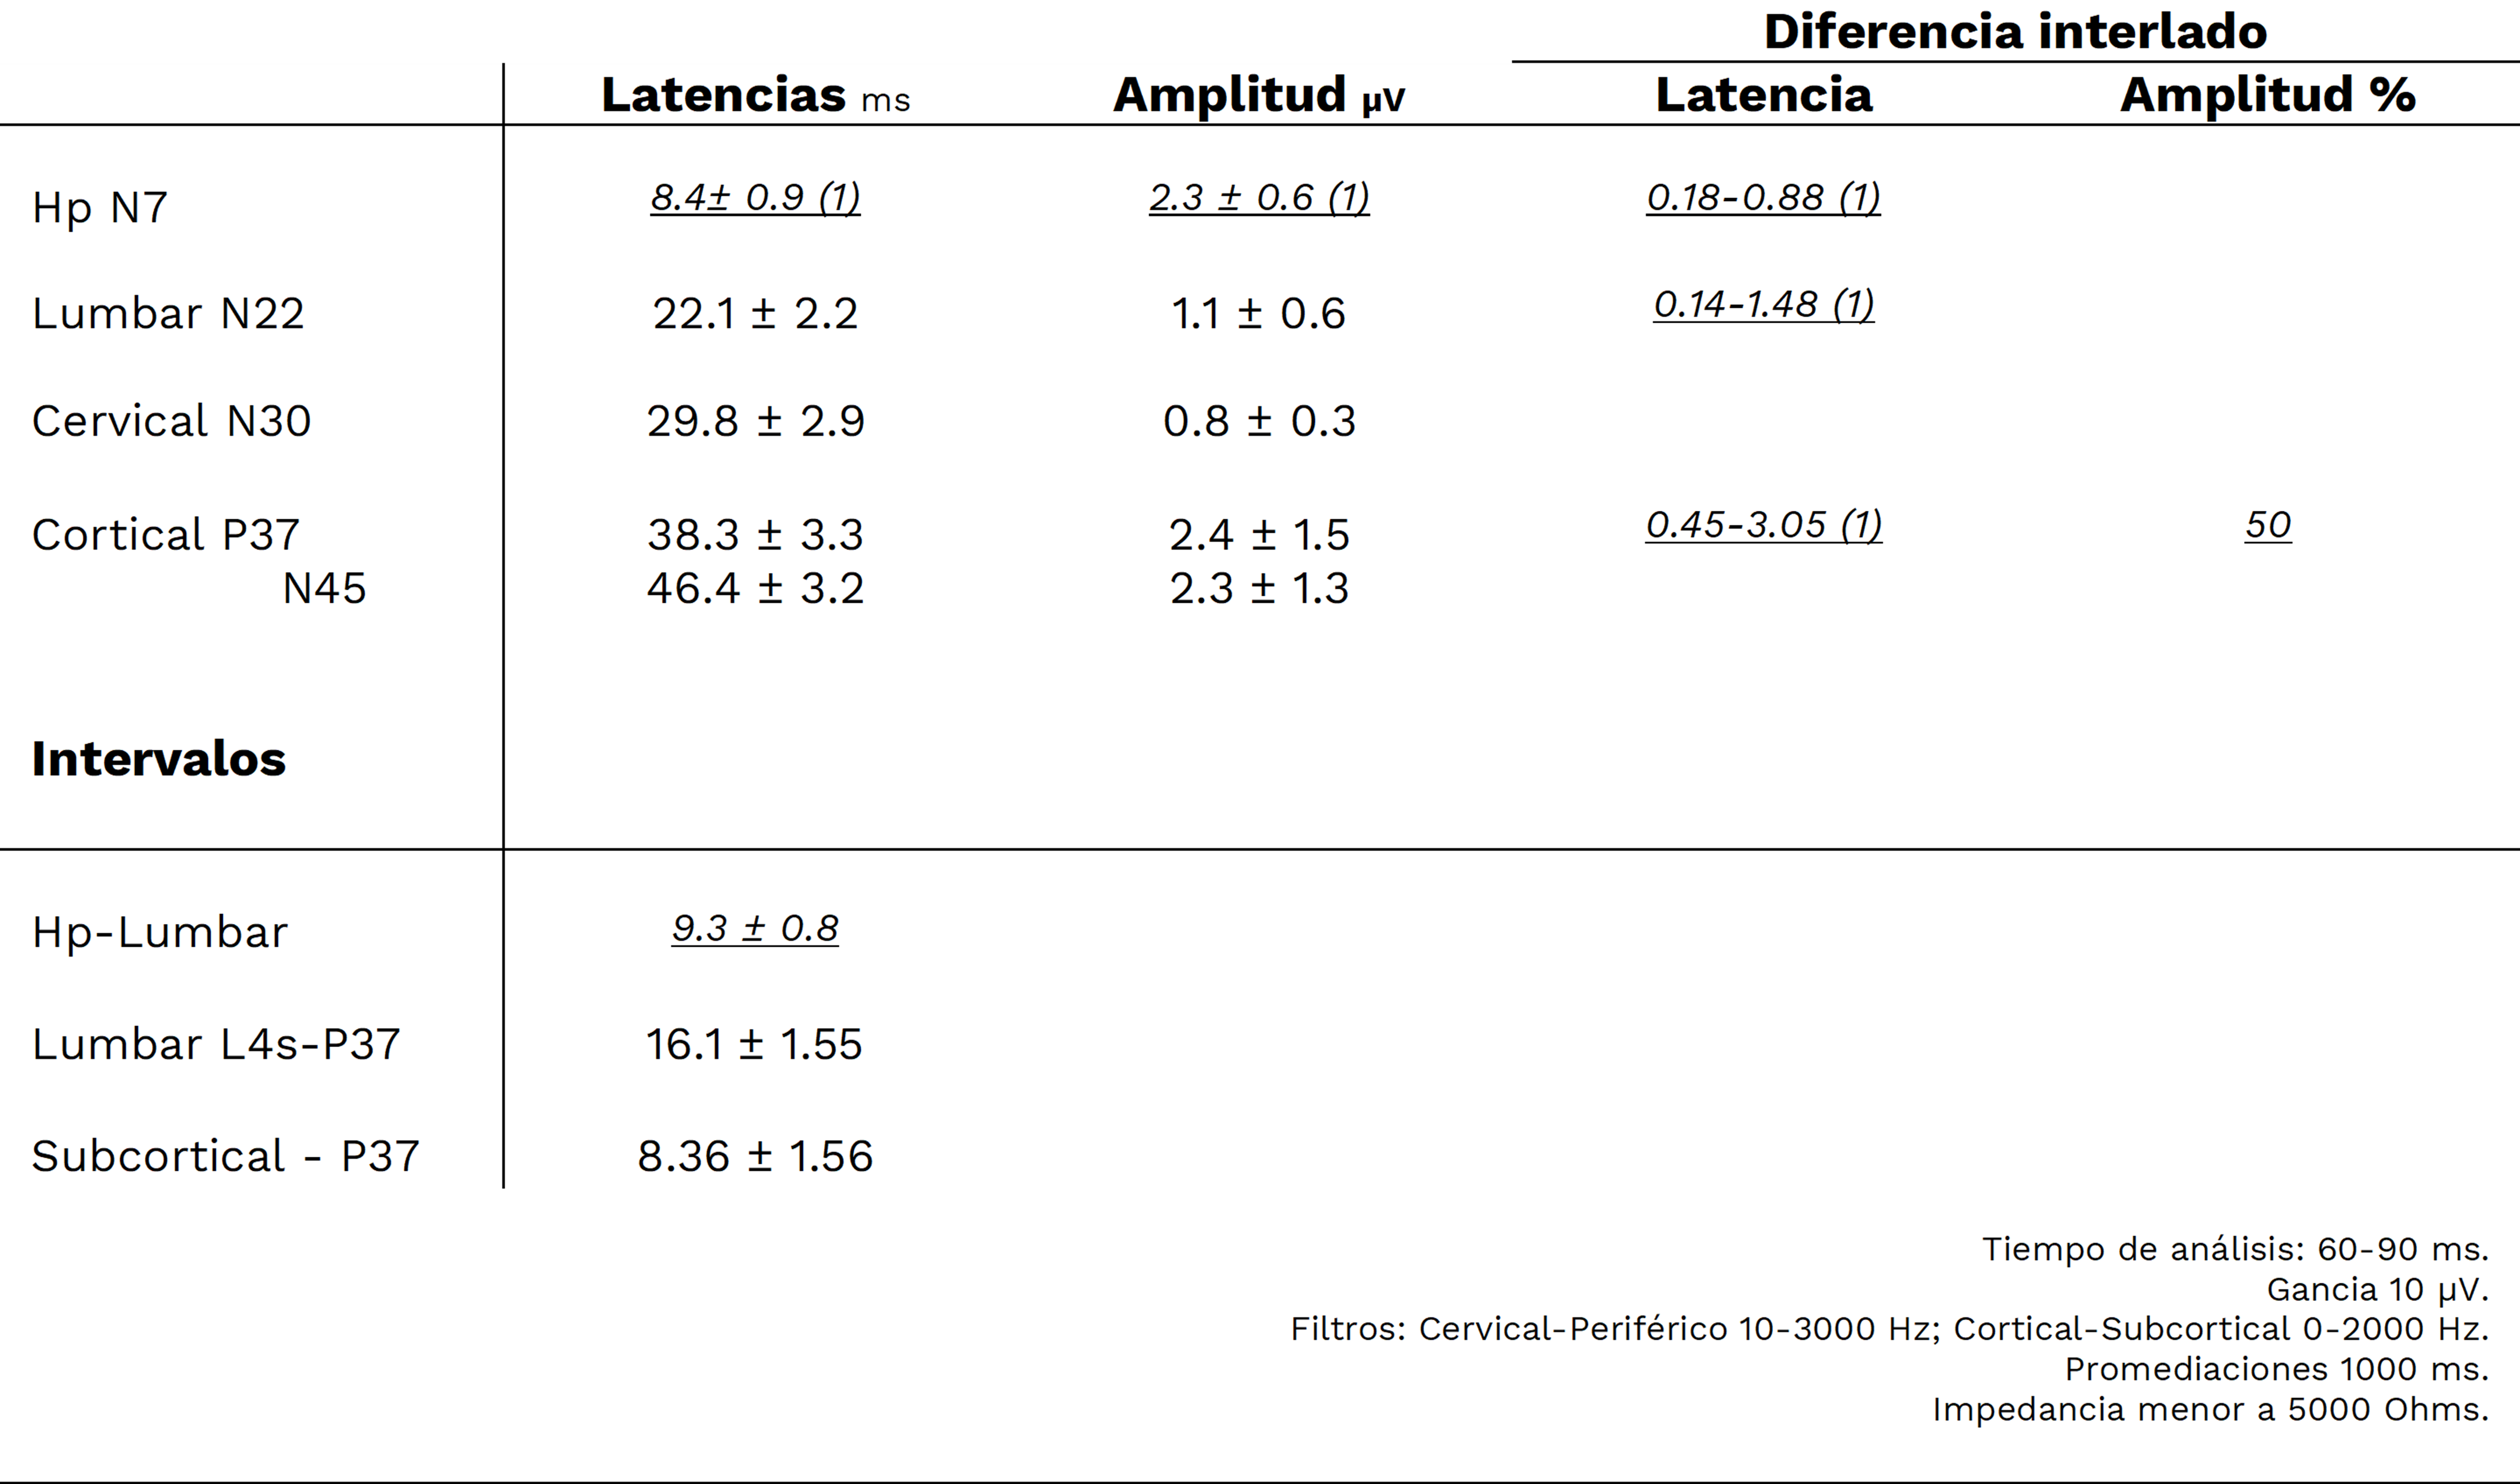 Diferencia interlado
Latencias ms Amplitud µV Latencia Amplitud %
Hp N7 8.4± 0.9 (1) 2.3 ± 0.6 (1) 0.18-0.88 (1)
Lumbar N22 22.1 ± 2.2 1.1 ± 0.6 0.14-1.48 (1)
Cervical N30 29.8 ± 2.9 0.8 ± 0.3
Cortical P37 38.3 ± 3.3 2.4 ± 1.5 0.45-3.05 (1) 50
N45 46.4 ± 3.2 2.3 ± 1.3
Intervalos
Hp-Lumbar 9.3 ± 0.8
Lumbar L4s-P37 16.1 ± 1.55
Subcortical - P37 8.36 ± 1.56
Tiempo de análisis: 60-90 ms.
Gancia 10 µV.
Filtros: Cervical-Periférico 10-3000 Hz; Cortical-Subcortical 0-2000 Hz.
Promediaciones 1000 ms.
Impedancia menor a 5000 Ohms.